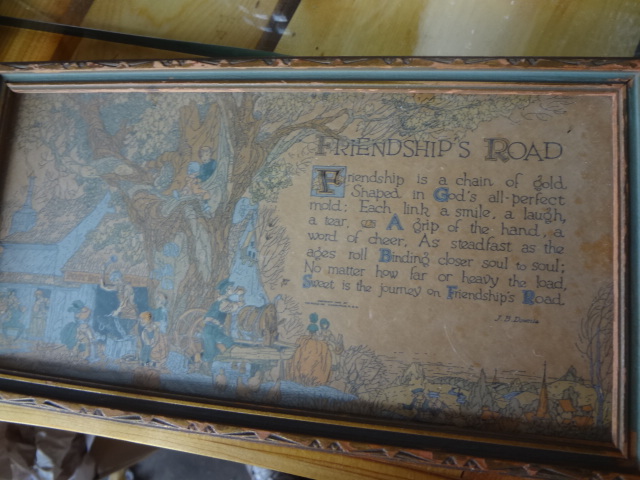 FRIENDSHIP'S ROAD
Friendship is a chain of gold,
Shaped in God's all-perfect
mold; Each link a smile, a laugh,
a tear, A grip of the hand, a
word of cheer. As steadfast as the
ages roll Binding closer soul to soul;
No matter how far or heavy the load,
Sweet is the journey on Friendship's Road.
J. B. Downie